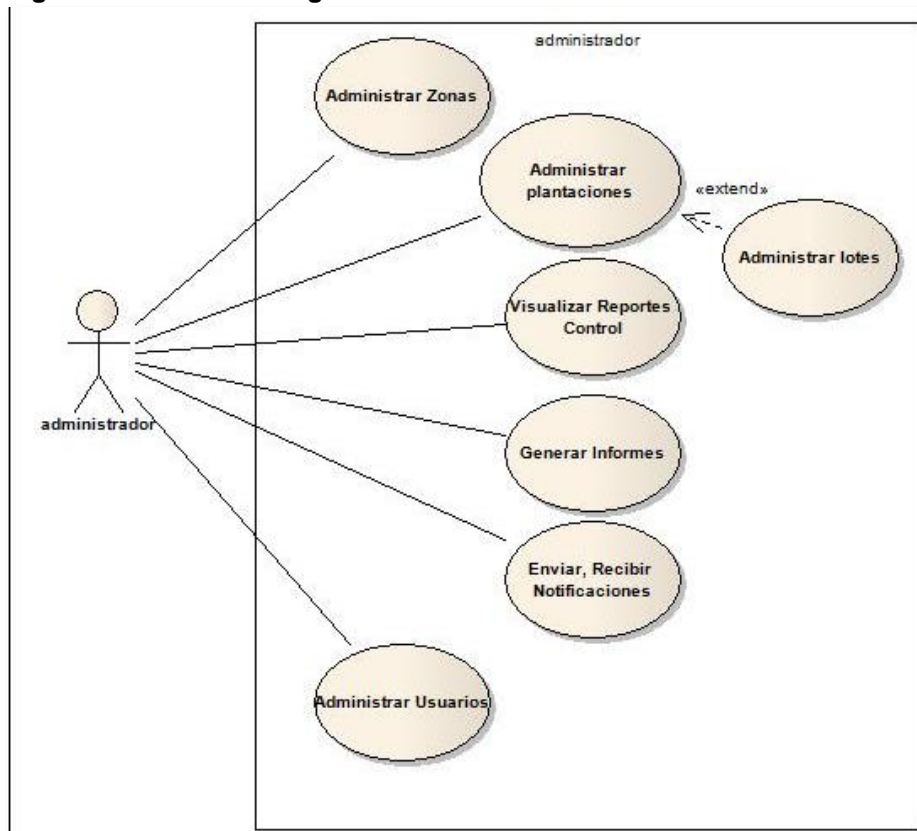 administrador
Administrar Zonas
Administrar
plantaciones
«extend»
Administrar lotes
Visualizar Reportes
Control
administrador
Generar Informes
Enviar, Recibir
Notificaciones
Administrar Usuarios